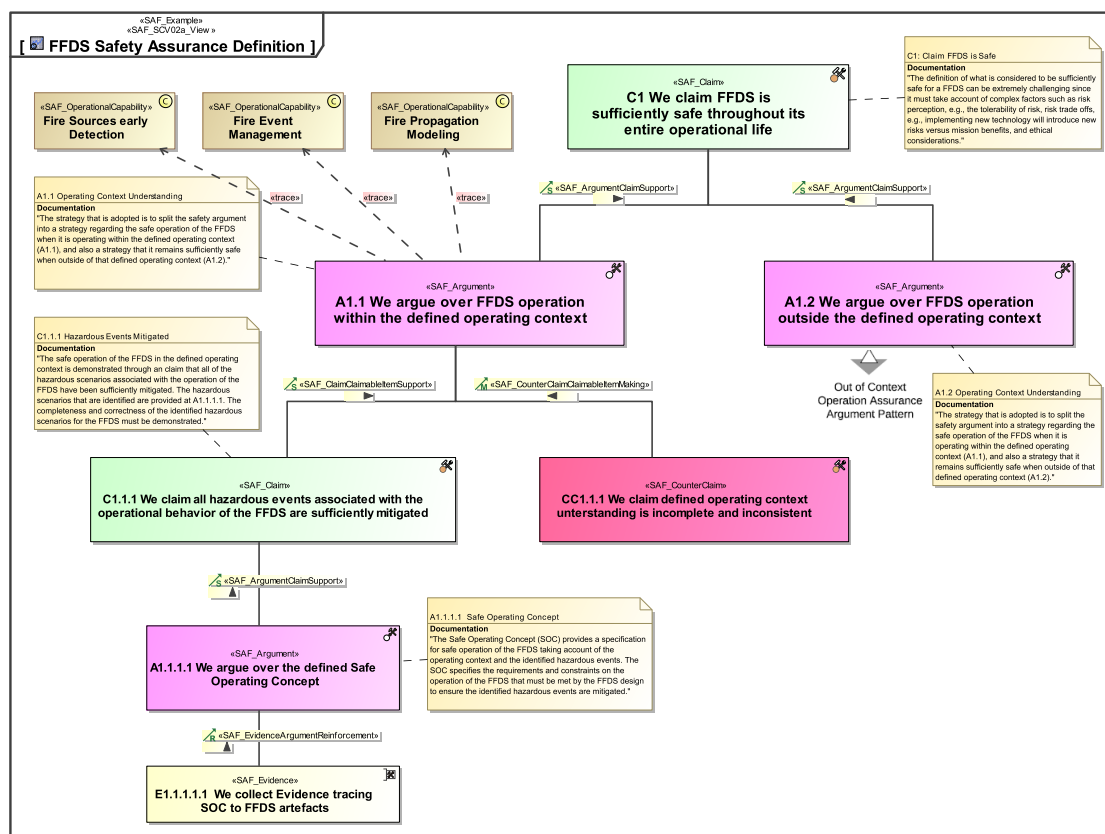 «SAF_Example»
«SAF_SCV02a_View »
[ FFDS Safety Assurance Definition ]
C1: Claim FFDS is Safe
Documentation
"The definition of what is considered to be sufficiently
safe for a FFDS can be extremely challenging since
it must take account of complex factors such as risk
perception, e.g., the tolerability of risk, risk trade offs,
e.g., implementing new technology will introduce new
risks versus mission benefits, and ethical
considerations."
«SAF_Claim»
C1 We claim FFDS is
sufficiently safe throughout its
entire operational life
«SAF_OperationalCapability»
Fire Sources early
Detection
C
«SAF_OperationalCapability»
Fire Event
Management
C
«SAF_OperationalCapability»
Fire Propagation
Modeling
C
A1.1 Operating Context Understanding
Documentation
"The strategy that is adopted is to split the safety argument
into a strategy regarding the safe operation of the FFDS
when it is operating within the defined operating context
(A1.1), and also a strategy that it remains sufficiently safe
when outside of that defined operating context (A1.2)."
«trace»
«trace»
«trace»
S «SAF_ArgumentClaimSupport»
S «SAF_ArgumentClaimSupport»
«SAF_Argument»
A1.1 We argue over FFDS operation
within the defined operating context
«SAF_Argument»
A1.2 We argue over FFDS operation
outside the defined operating context
Out of Context
Operation Assurance
Argument Pattern
A1.2 Operating Context Understanding
Documentation
"The strategy that is adopted is to split the
safety argument into a strategy regarding the
safe operation of the FFDS when it is
operating within the defined operating
context (A1.1), and also a strategy that it
remains sufficiently safe when outside of that
defined operating context (A1.2)."
C1.1.1 Hazardous Events Mitigated
Documentation
"The safe operation of the FFDS in the defined operating
context is demonstrated through an claim that all of the
hazardous scenarios associated with the operation of the
FFDS have been sufficiently mitigated. The hazardous
scenarios that are identified are provided at A1.1.1.1. The
completeness and correctness of the identified hazardous
scenarios for the FFDS must be demonstrated."
S «SAF_ClaimClaimableItemSupport»
M «SAF_CounterClaimClaimableItemMaking»
«SAF_Claim»
C1.1.1 We claim all hazardous events associated with the
operational behavior of the FFDS are sufficiently mitigated
«SAF_CounterClaim»
CC1.1.1 We claim defined operating context
unterstanding is incomplete and inconsistent
S «SAF_ArgumentClaimSupport»
«SAF_Argument»
A1.1.1.1 We argue over the defined Safe
Operating Concept
A1.1.1.1 Safe Operating Concept
Documentation
"The Safe Operating Concept (SOC) provides a specification
for safe operation of the FFDS taking account of the
operating context and the identified hazardous events. The
SOC specifies the requirements and constraints on the
operation of the FFDS that must be met by the FFDS design
to ensure the identified hazardous events are mitigated."
R «SAF_EvidenceArgumentReinforcement»
«SAF_Evidence»
E1.1.1.1.1 We collect Evidence tracing
SOC to FFDS artefacts